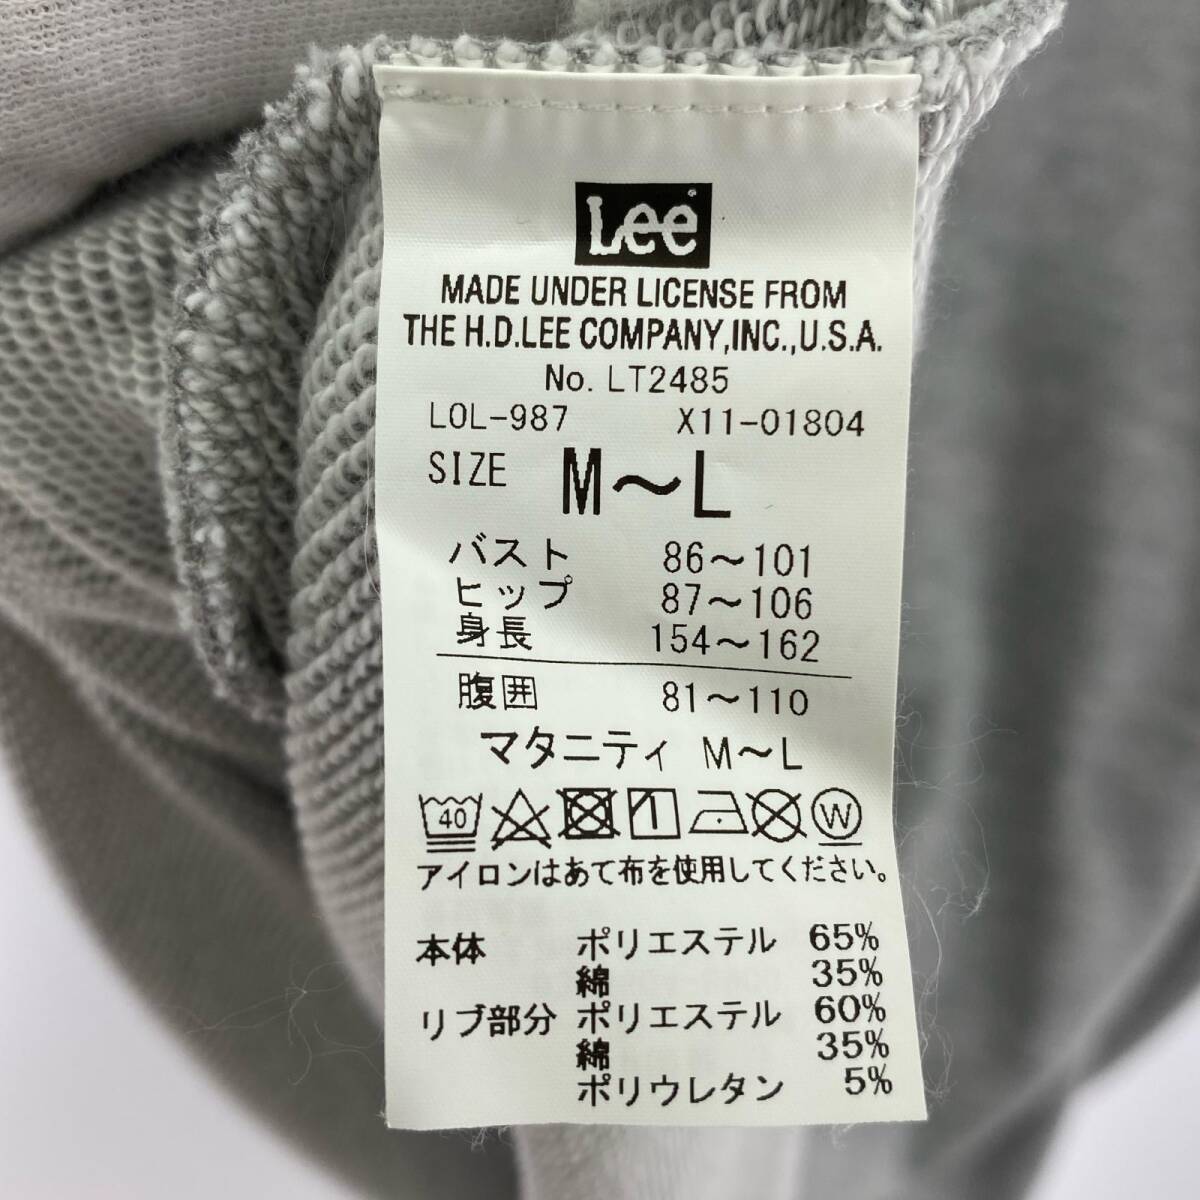 Lee®
MADE UNDER LICENSE FROM
THE H.D.LEE COMPANY,INC.,U.S.A.
No. LT2485
LOL-987 X11-01804
SIZE M〜L
バスト 86〜101
ヒップ 87〜106
身長 154〜162
腹囲 81〜110
マタニティ M〜L
40 W
アイロンはあて布を使用してください。
本体 ポリエステル 65%
綿 35%
リブ部分 ポリエステル 60%
綿 35%
ポリウレタン 5%